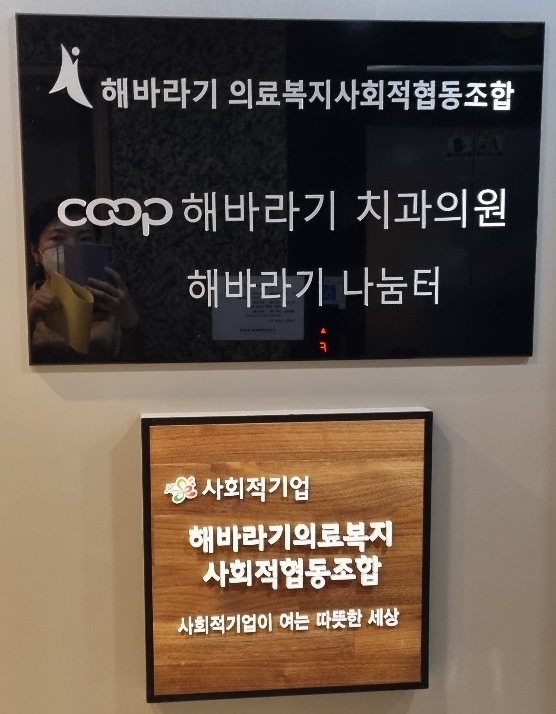 해바라기 의료복지사회적협동조합
coop 해바라기 치과의원
해바라기 나눔터
사회적기업
해바라기의료복지
사회적협동조합
사회적기업이 여는 따뜻한 세상